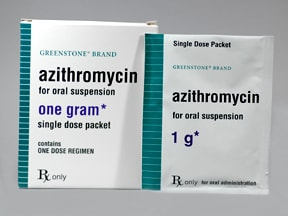 GREENSTONE® BRAND
azithromycin
for oral suspension
one gram*
single dose packet
contains
ONE DOSE REGIMEN
Rx only
Single Dose Packet
GREENSTONE® BRAND
azithromycin
for oral suspension
1 g*
Rx only
for oral administration